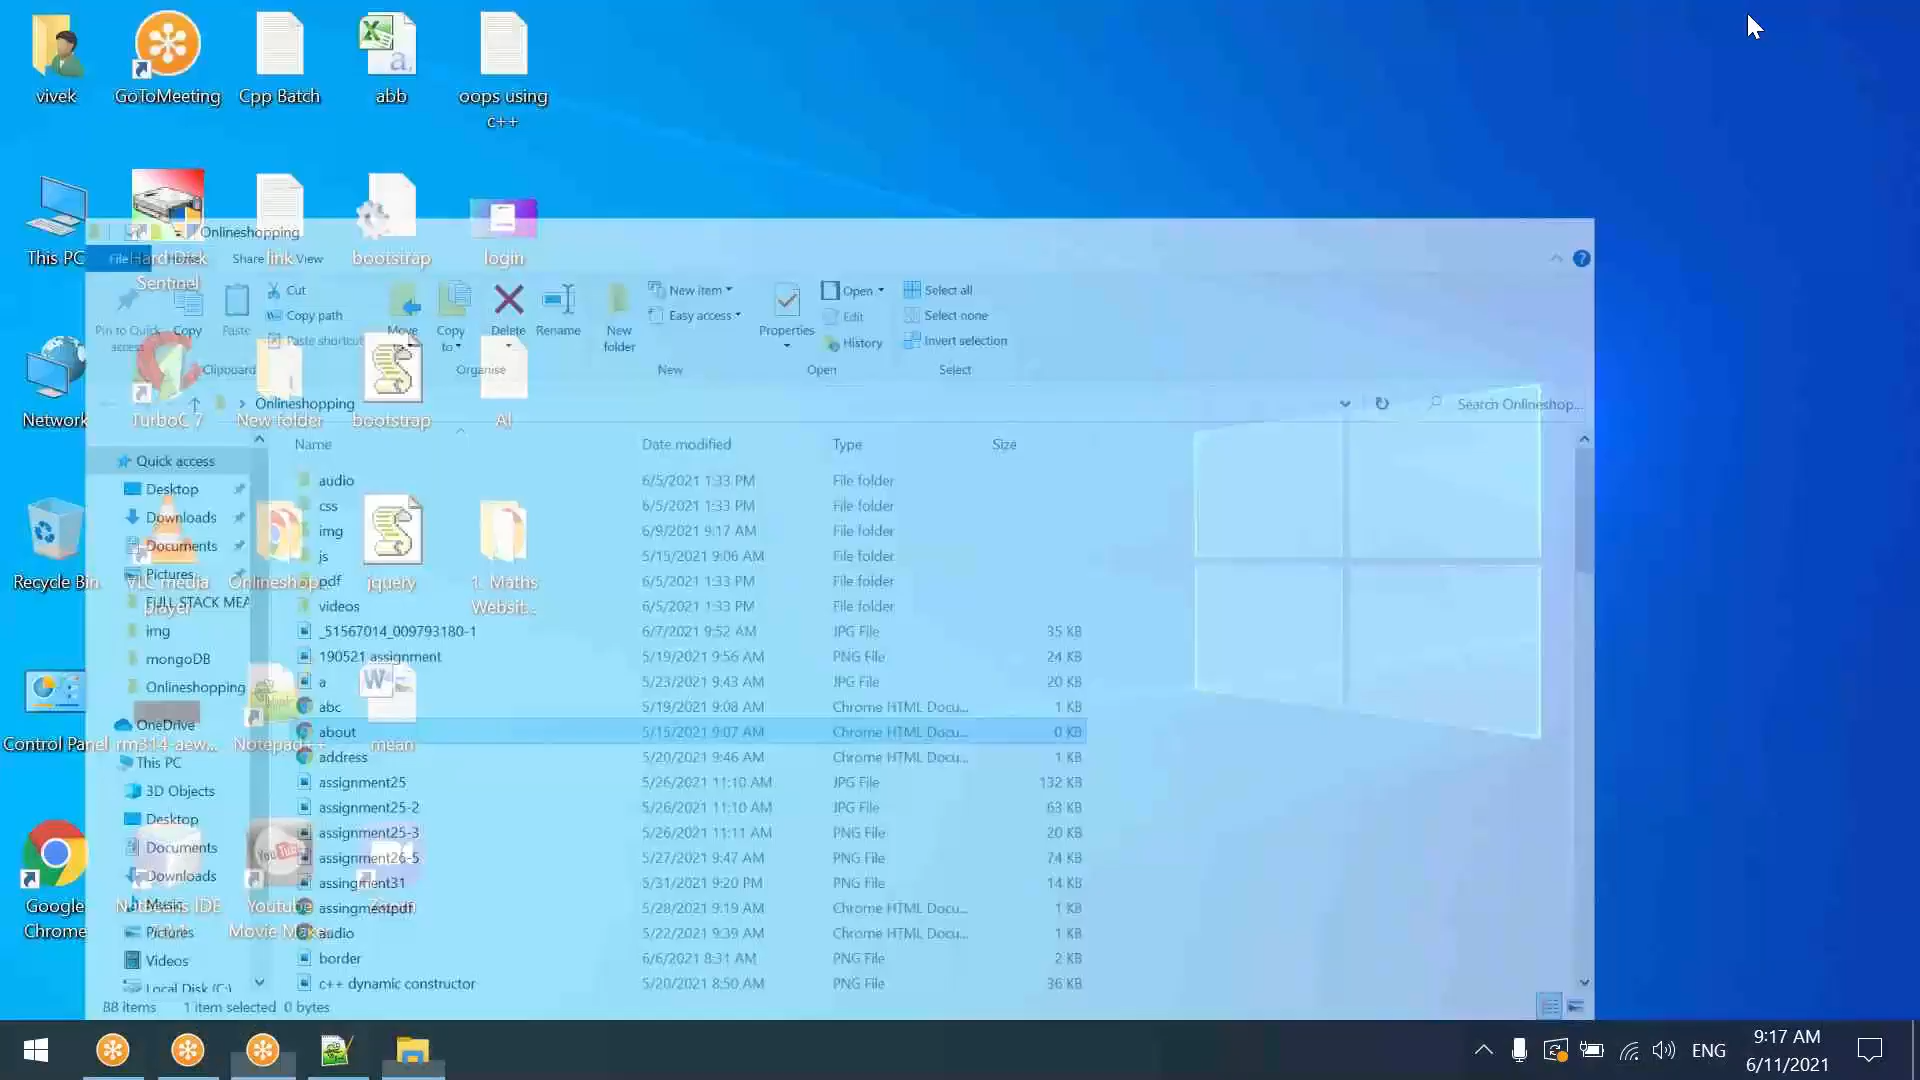 vivek
GoToMeeting
Cpp Batch
abb
oops using
c++
This PC
Hard Disk
Sentinel
link
bootstrap
login
Network
TurboC 7
New folder
bootstrap
AI
Recycle Bin
VLC media
player
Onlineshop...
jquery
1. Maths
Websit...
Control Panel
rm314-aew...
Notepad++
mean
Google
Chrome
NetBeans IDE
Youtube
Movie Maker
Zoom
Onlineshopping
File
Home
Share
View
Pin to Quick
access
Copy
Paste
Cut
Copy path
Paste shortcut
Clipboard
Move
Copy
to
Delete
Rename
Organise
New
folder
New item
Easy access
New
Properties
Open
Edit
History
Open
Select all
Select none
Invert selection
Select
Onlineshopping
Search Onlineshop...
Quick access
Desktop
Downloads
Documents
Pictures
FULL STACK MEA
img
mongoDB
Onlineshopping
OneDrive
This PC
3D Objects
Desktop
Documents
Downloads
Music
Pictures
Videos
Local Disk (C:)
Name Date modified Type Size
audio 6/5/2021 1:33 PM File folder
css 6/5/2021 1:33 PM File folder
img 6/9/2021 9:17 AM File folder
js 5/15/2021 9:06 AM File folder
pdf 6/5/2021 1:33 PM File folder
videos 6/5/2021 1:33 PM File folder
_51567014_009793180-1 6/7/2021 9:52 AM JPG File 35 KB
190521 assignment 5/19/2021 9:56 AM PNG File 24 KB
a 5/23/2021 9:43 AM JPG File 20 KB
abc 5/19/2021 9:08 AM Chrome HTML Docu... 1 KB
about 5/15/2021 9:07 AM Chrome HTML Docu... 0 KB
address 5/20/2021 9:46 AM Chrome HTML Docu... 1 KB
assignment25 5/26/2021 11:10 AM JPG File 132 KB
assignment25-2 5/26/2021 11:10 AM JPG File 63 KB
assignment25-3 5/26/2021 11:11 AM PNG File 20 KB
assignment26-5 5/27/2021 9:47 AM PNG File 74 KB
assingment31 5/31/2021 9:20 PM PNG File 14 KB
assingmentpdf 5/28/2021 9:19 AM Chrome HTML Docu... 1 KB
audio 5/22/2021 9:39 AM Chrome HTML Docu... 1 KB
border 6/6/2021 8:31 AM PNG File 2 KB
c++ dynamic constructor 5/20/2021 8:50 AM PNG File 36 KB
88 items 1 item selected 0 bytes
ENG
9:17 AM
6/11/2021